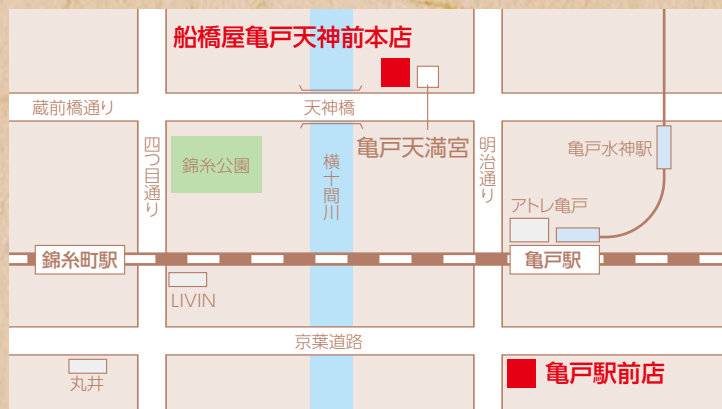 船橋屋亀戸天神前本店
蔵前橋通り
天神橋
四つ目通り
錦糸公園
横十間川
亀戸天満宮
明治通り
亀戸水神駅
アトレ亀戸
錦糸町駅
亀戸駅
LIVIN
京葉道路
丸井
亀戸駅前店